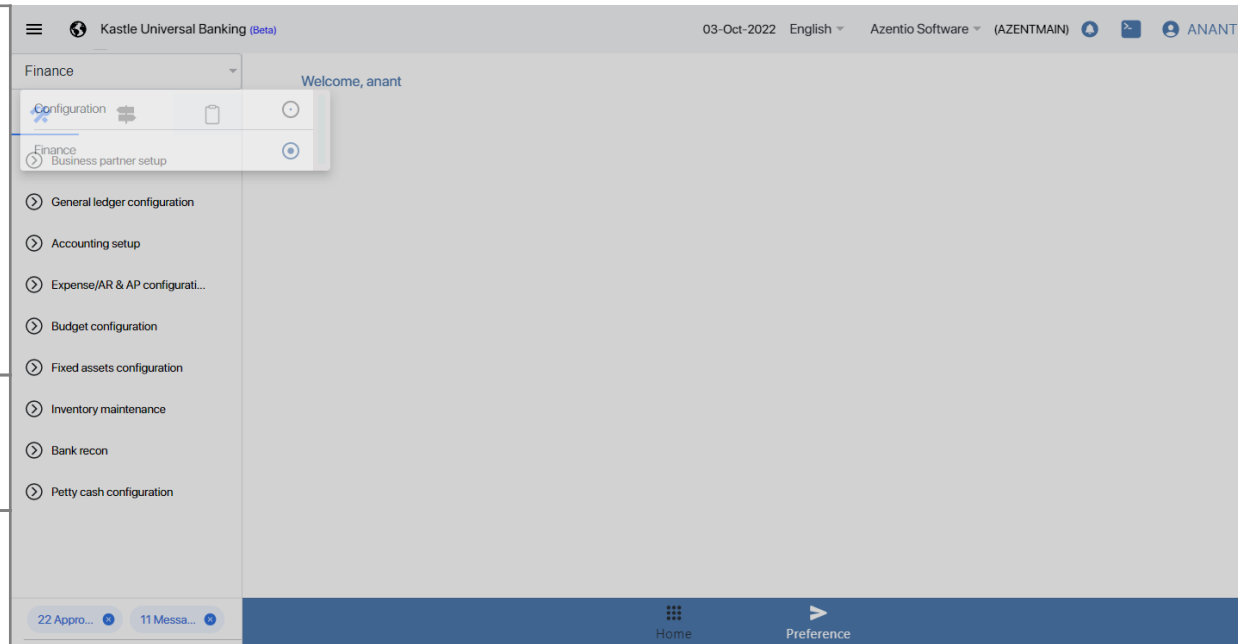 Kastle Universal Banking (Beta)
03-Oct-2022 English Azentio Software (AZENTMAIN) ANANT
Finance
Welcome, anant
Configuration
Finance
Business partner setup
General ledger configuration
Accounting setup
Expense/AR & AP configurati...
Budget configuration
Fixed assets configuration
Inventory maintenance
Bank recon
Petty cash configuration
22 Appro... 11 Messa...
Home Preference